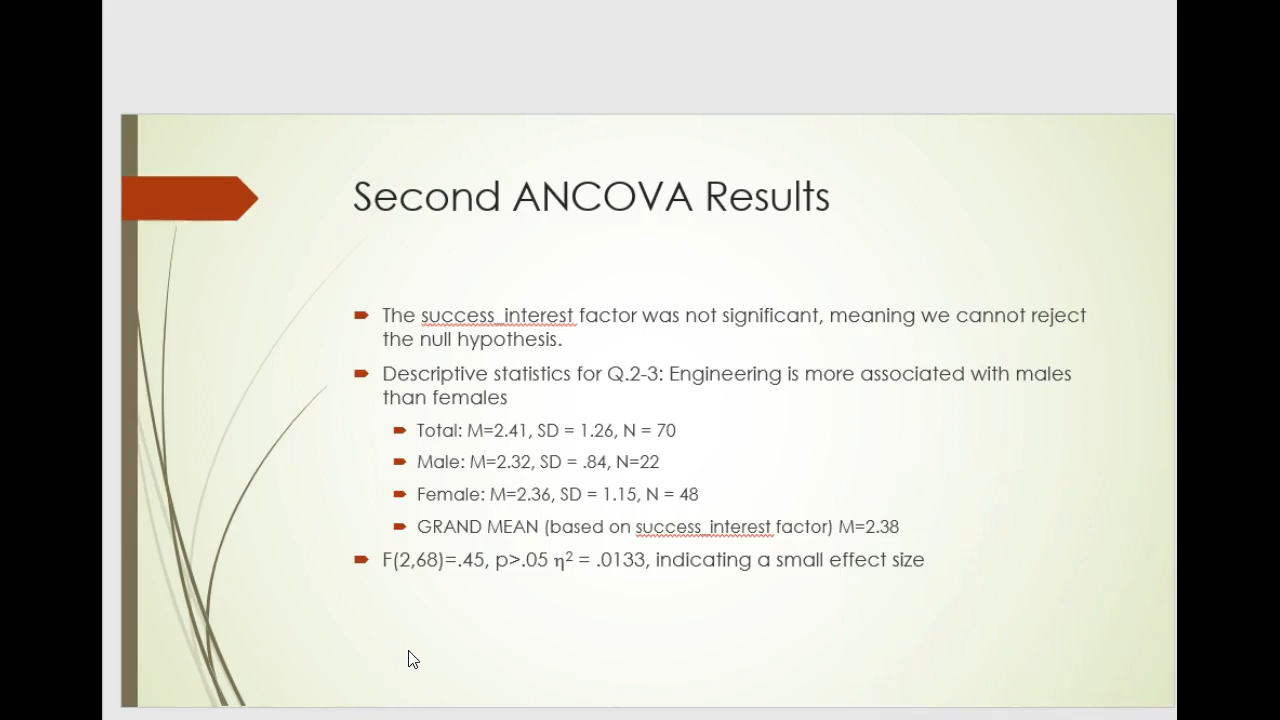 Second ANCOVA Results
The success_interest factor was not significant, meaning we cannot reject
the null hypothesis.
Descriptive statistics for Q.2-3: Engineering is more associated with males
than females
Total: M=2.41, SD = 1.26, N = 70
Male: M=2.32, SD = .84, N=22
Female: M=2.36, SD = 1.15, N = 48
GRAND MEAN (based on success_interest factor) M=2.38
F(2,68)=.45, p>.05 η² = .0133, indicating a small effect size